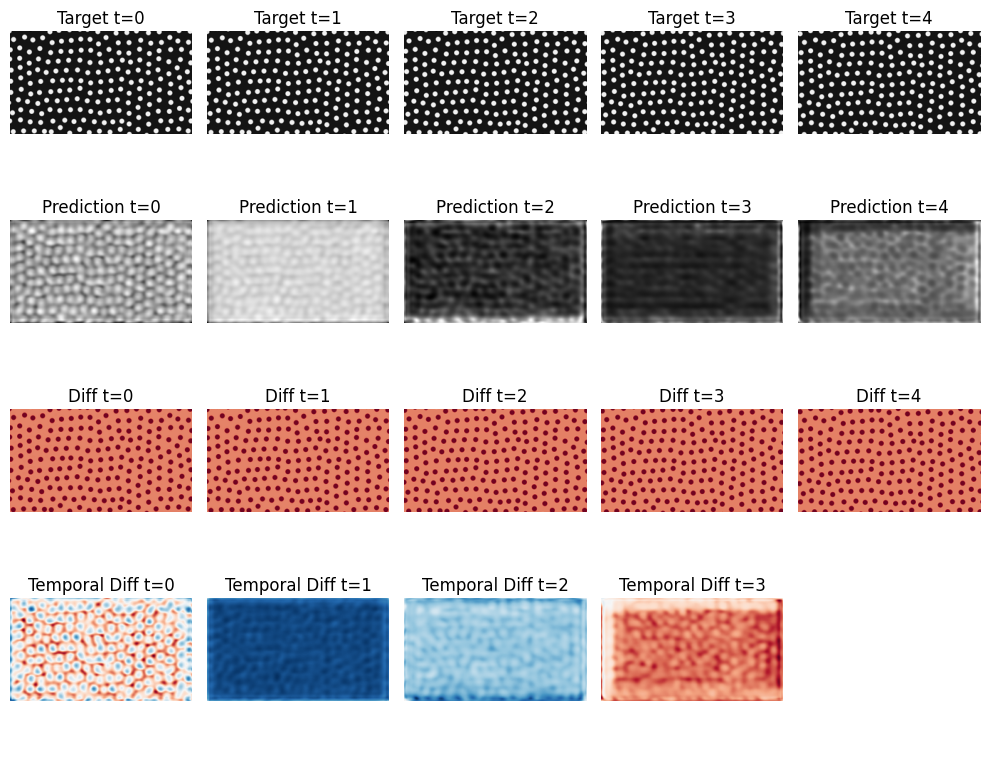 Target t=0
Target t=1
Target t=2
Target t=3
Target t=4
Prediction t=0
Prediction t=1
Prediction t=2
Prediction t=3
Prediction t=4
Diff t=0
Diff t=1
Diff t=2
Diff t=3
Diff t=4
Temporal Diff t=0
Temporal Diff t=1
Temporal Diff t=2
Temporal Diff t=3